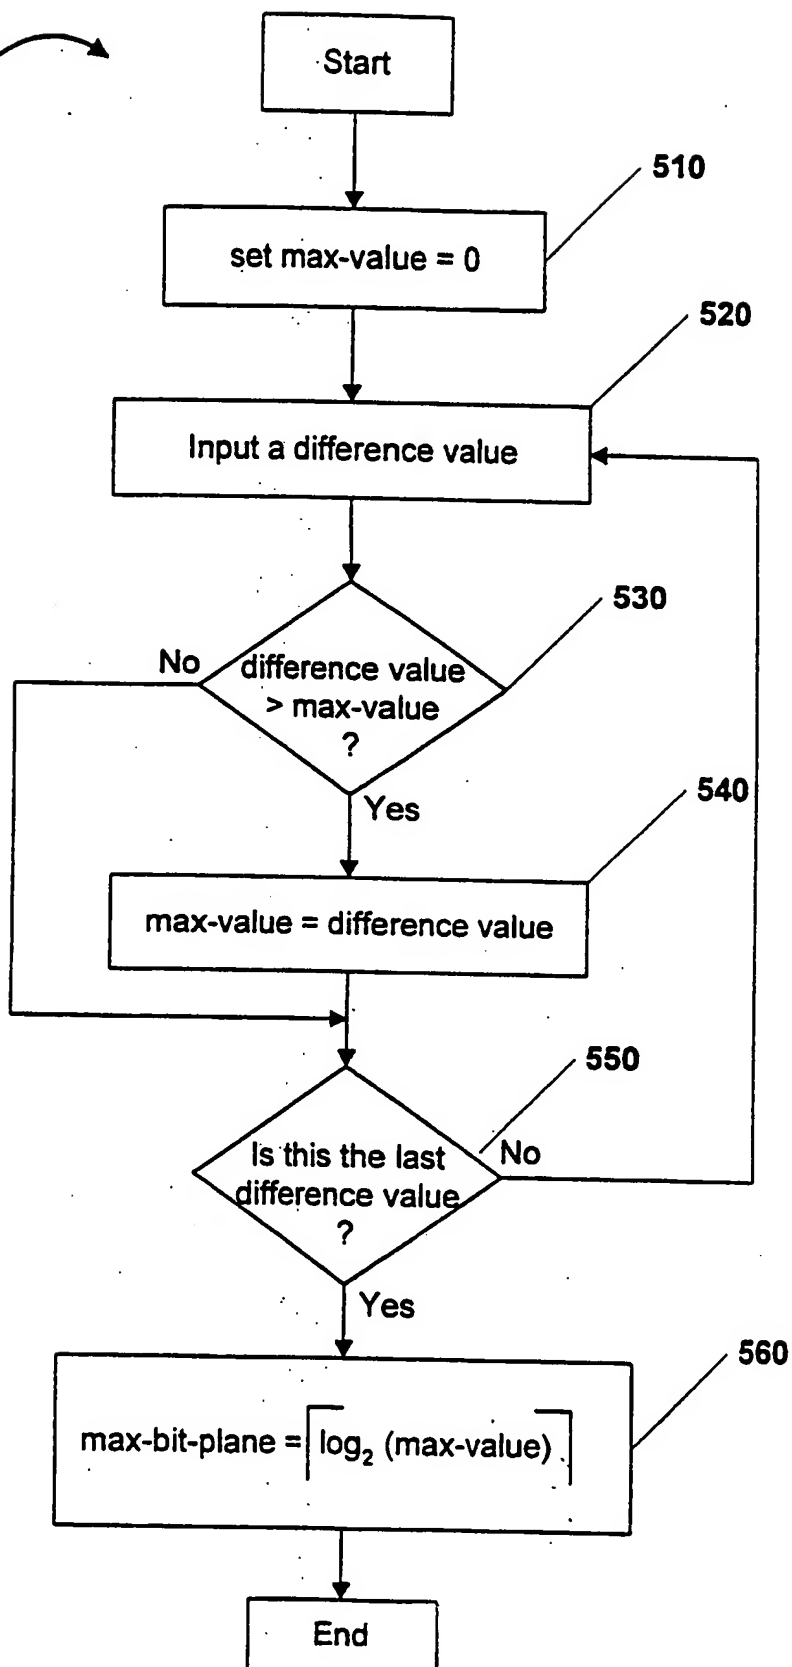 Start
510
set max-value = 0
520
Input a difference value
530
No
difference value
> max-value
?
Yes
540
max-value = difference value
550
Is this the last
difference value
?
No
Yes
560
max-bit-plane = ⌈log₂ (max-value)⌉
End